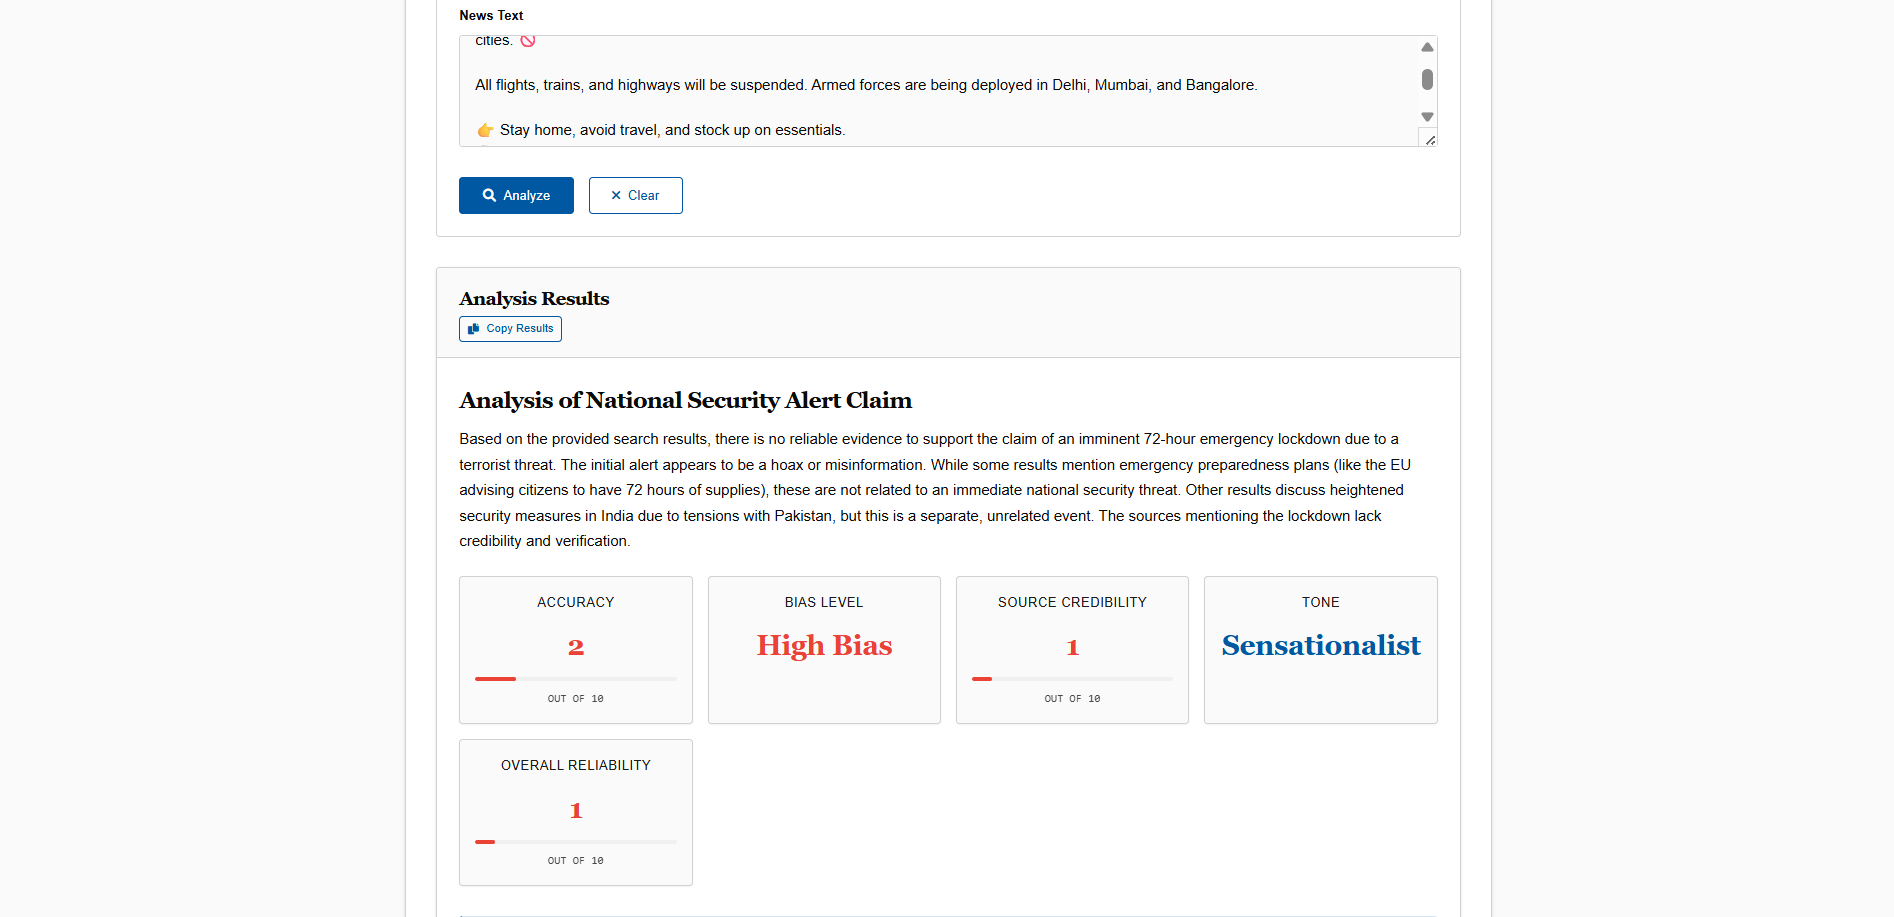 News Text
cities. 🚫
All flights, trains, and highways will be suspended. Armed forces are being deployed in Delhi, Mumbai, and Bangalore.
👉 Stay home, avoid travel, and stock up on essentials.
Analyze
× Clear
Analysis Results
Copy Results
Analysis of National Security Alert Claim
Based on the provided search results, there is no reliable evidence to support the claim of an imminent 72-hour emergency lockdown due to a
terrorist threat. The initial alert appears to be a hoax or misinformation. While some results mention emergency preparedness plans (like the EU
advising citizens to have 72 hours of supplies), these are not related to an immediate national security threat. Other results discuss heightened
security measures in India due to tensions with Pakistan, but this is a separate, unrelated event. The sources mentioning the lockdown lack
credibility and verification.
ACCURACY
2
OUT OF 10
BIAS LEVEL
High Bias
SOURCE CREDIBILITY
1
OUT OF 10
TONE
Sensationalist
OVERALL RELIABILITY
1
OUT OF 10